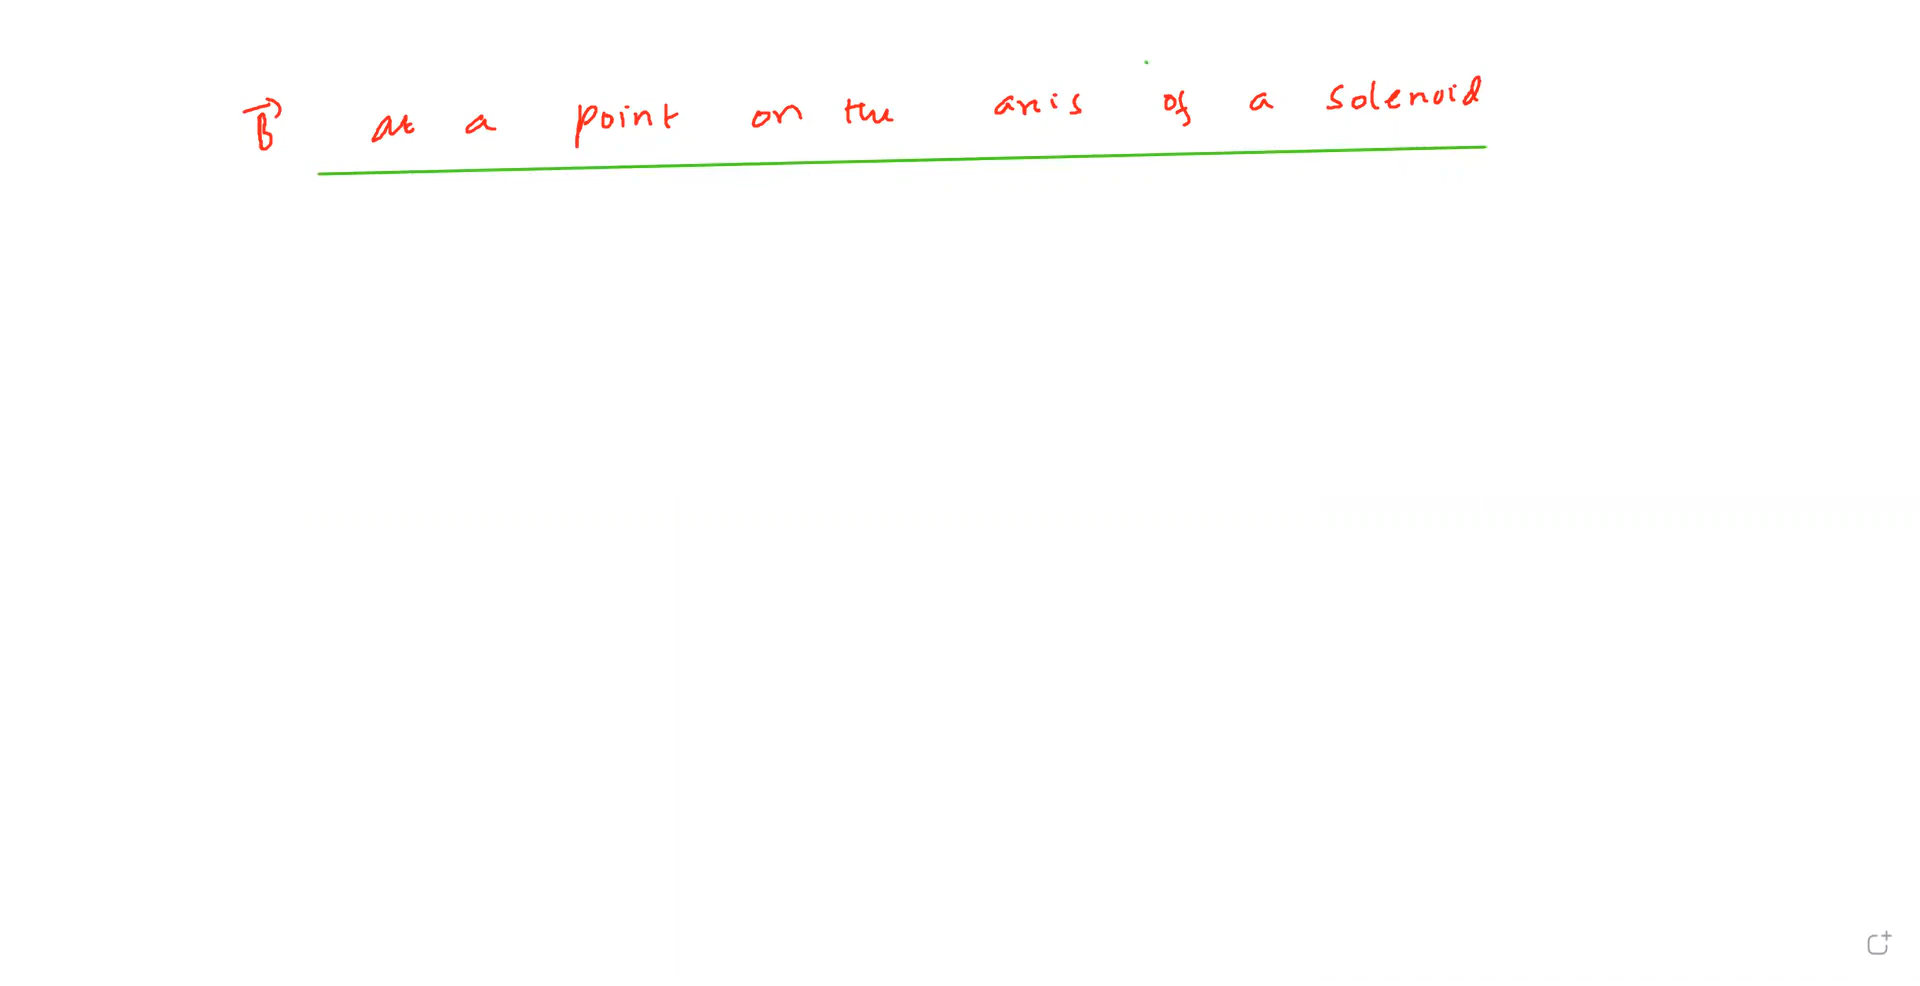 B⃗ at a point on the axis of a solenoid